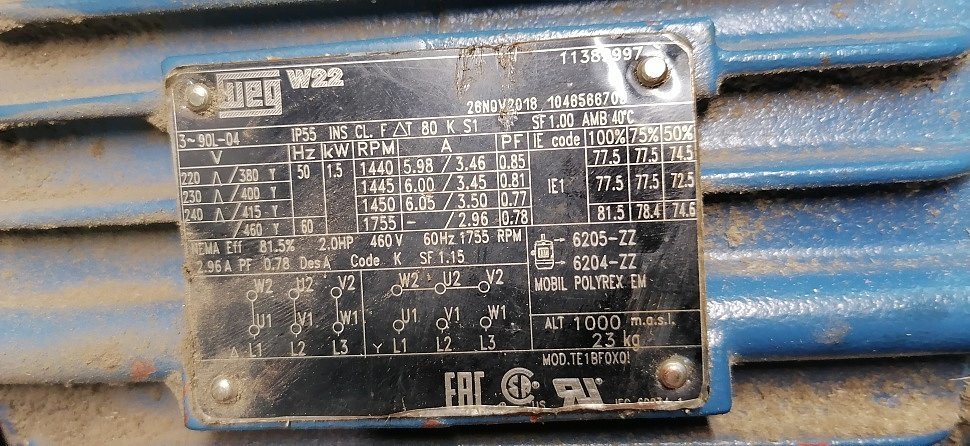 WEG W22
26NOV2018
3~90L-04 IP55 INS CL. F ΔT 80 K S1 SF1.00 AMB 40°C
V Hz kW RPM A PF IE code 100% 75% 50%
220 Δ/380 Y 50 1.5 1440 5.98 / 3.46 0.85 77.5 77.5 74.5
230 Δ/400 Y 1445 6.00 / 3.45 0.81 IE1 77.5 77.5 72.5
240 Δ/415 Y 1450 6.05 / 3.50 0.77
/460 Y 60 1755 - / 2.96 0.78 81.5 78.4 74.6
Eff 81.5% 2.0HP 460V 60Hz 1755 RPM
2.96A PF 0.78 Des A Code K SF1.15
6205-ZZ
6204-ZZ
MOBIL POLYREX EM
W2 U2 V2 W2 U2 V2
U1 V1 W1 U1 V1 W1
Δ L1 L2 L3 Y L1 L2 L3
ALT 1000 m.a.s.l.
23 kg
MOD.TE1BF0X0!
EAC US